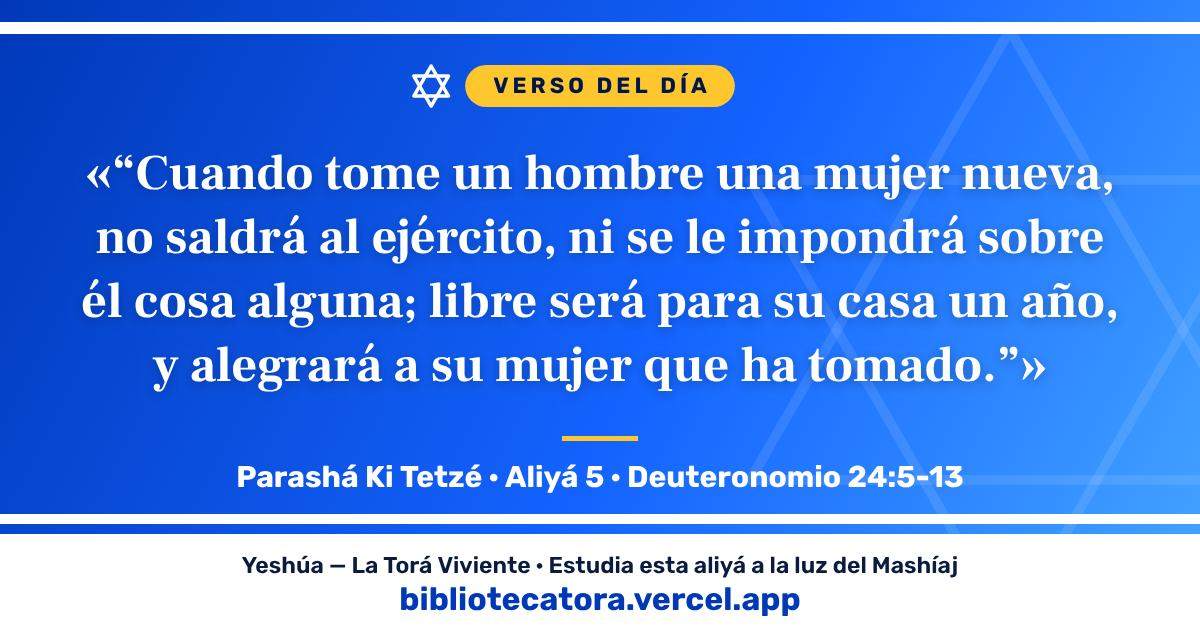 VERSO DEL DÍA
«“Cuando tome un hombre una mujer nueva,
no saldrá al ejército, ni se le impondrá sobre
él cosa alguna; libre será para su casa un año,
y alegrará a su mujer que ha tomado.”»
Parashá Ki Tetzé • Aliyá 5 • Deuteronomio 24:5-13
Yeshúa — La Torá Viviente • Estudia esta aliyá a la luz del Mashíaj
bibliotecatora.vercel.app